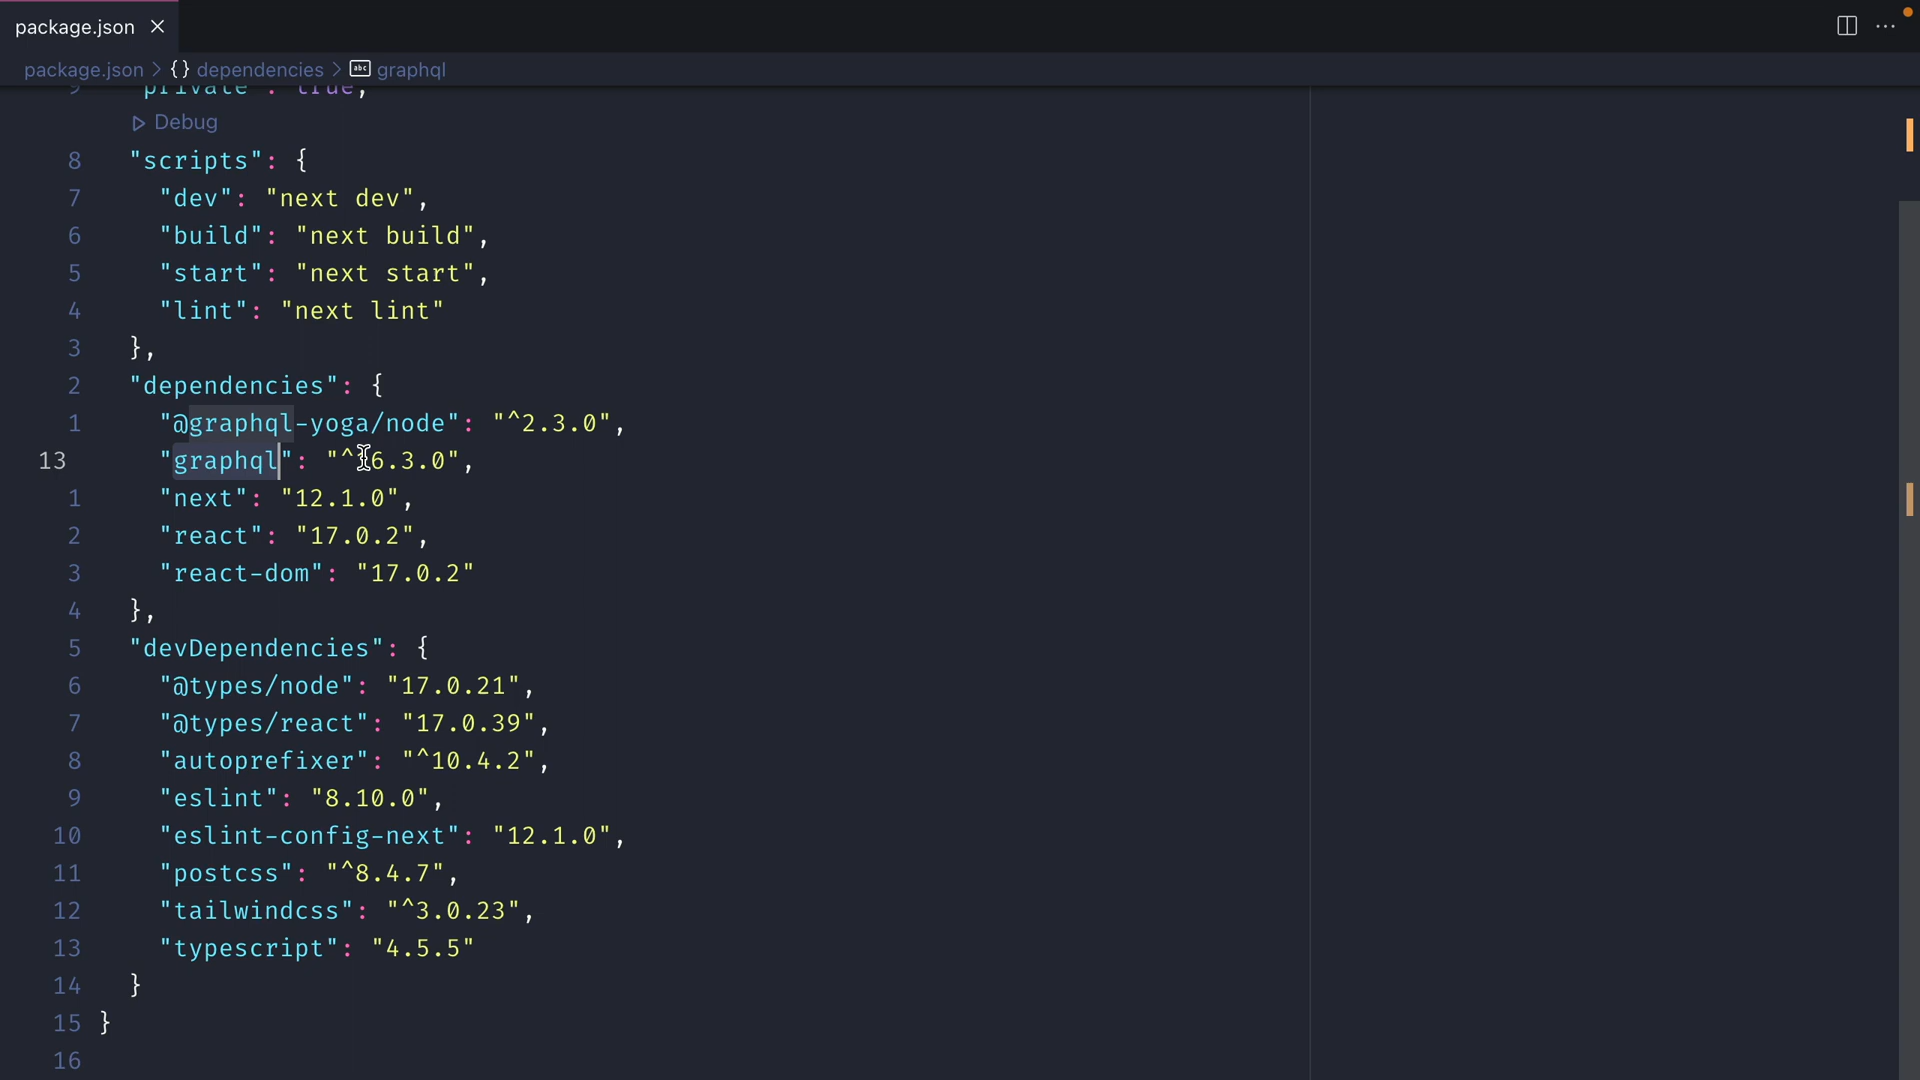 package.json
package.json > {} dependencies > abc graphql
9 "private": true,
Debug
8 "scripts": {
7 "dev": "next dev",
6 "build": "next build",
5 "start": "next start",
4 "lint": "next lint"
3 },
2 "dependencies": {
1 "@graphql-yoga/node": "^2.3.0",
13 "graphql": "^16.3.0",
1 "next": "12.1.0",
2 "react": "17.0.2",
3 "react-dom": "17.0.2"
4 },
5 "devDependencies": {
6 "@types/node": "17.0.21",
7 "@types/react": "17.0.39",
8 "autoprefixer": "^10.4.2",
9 "eslint": "8.10.0",
10 "eslint-config-next": "12.1.0",
11 "postcss": "^8.4.7",
12 "tailwindcss": "^3.0.23",
13 "typescript": "4.5.5"
14 }
15 }
16